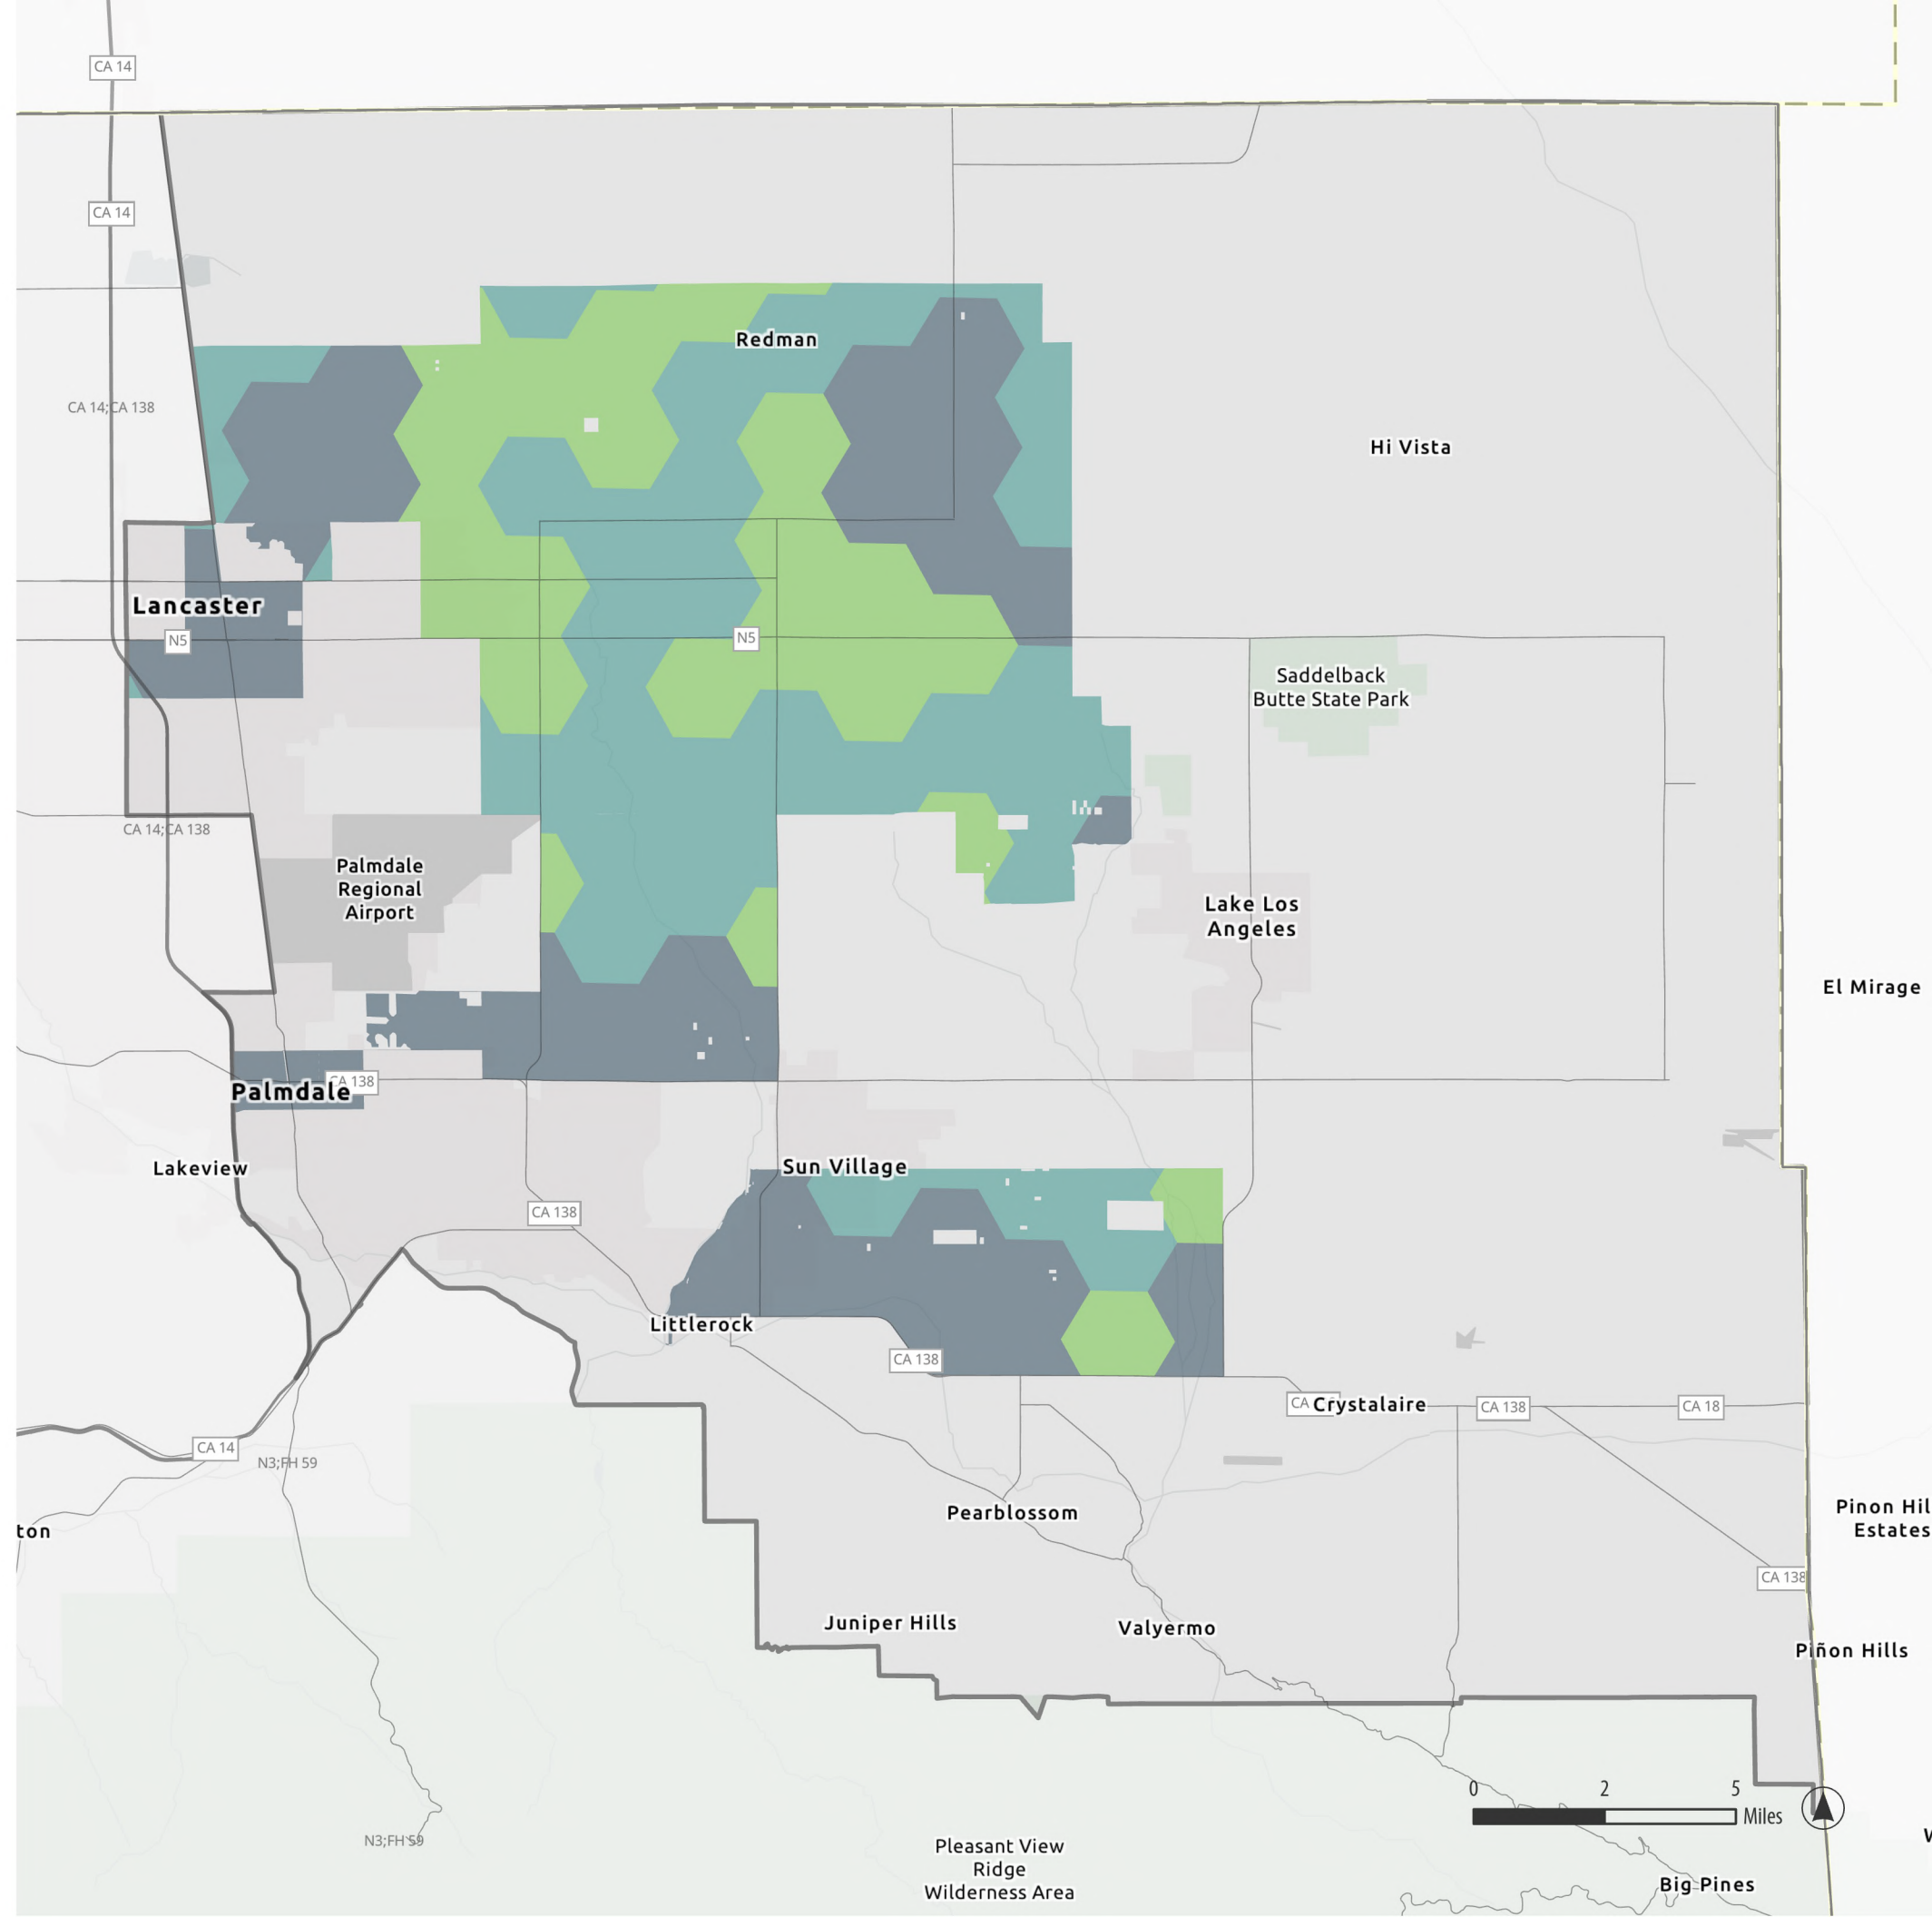 CA 14
CA 14
Redman
CA 14;CA 138
Hi Vista
Lancaster
N5
N5
Saddelback
Butte State Park
CA 14;CA 138
Palmdale
Regional
Airport
Lake Los
Angeles
El Mirage
CA 138
Palmdale
Lakeview
Sun Village
CA 138
Littlerock
CA 138
CA
Crystalaire
CA 138
CA 18
CA 14
N3;FH 59
Pearblossom
Pinon Hil
Estates
ton
CA 138
Juniper Hills
Valyermo
Piñon Hills
0 2 5
Miles
N3;FH 59
Pleasant View
Ridge
Wilderness Area
Big Pines